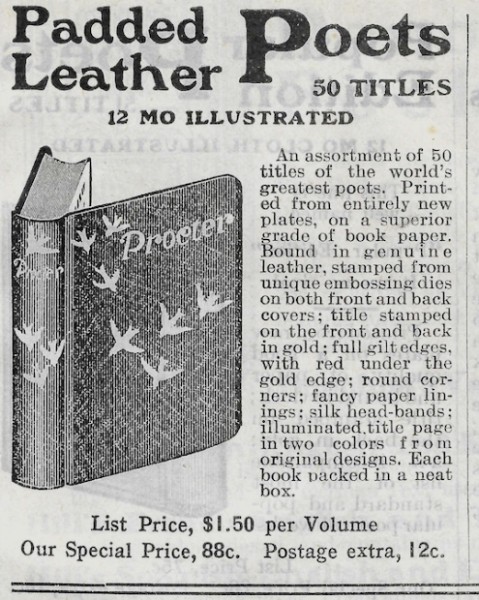 Padded
Leather
Poets
50 TITLES
12 MO ILLUSTRATED
An assortment of 50
titles of the world's
greatest poets. Print-
ed from entirely new
plates, on a superior
grade of book paper.
Bound in genuine
leather, stamped from
unique embossing dies
on both front and back
covers; title stamped
on the front and back
in gold; full gilt edges,
with red under the
gold edge; round cor-
ners; fancy paper lin-
ings; silk head-bands;
illuminated title page
in two colors from
original designs. Each
book packed in a neat
box.
Procter
List Price, $1.50 per Volume
Our Special Price, 88c. Postage extra, 12c.